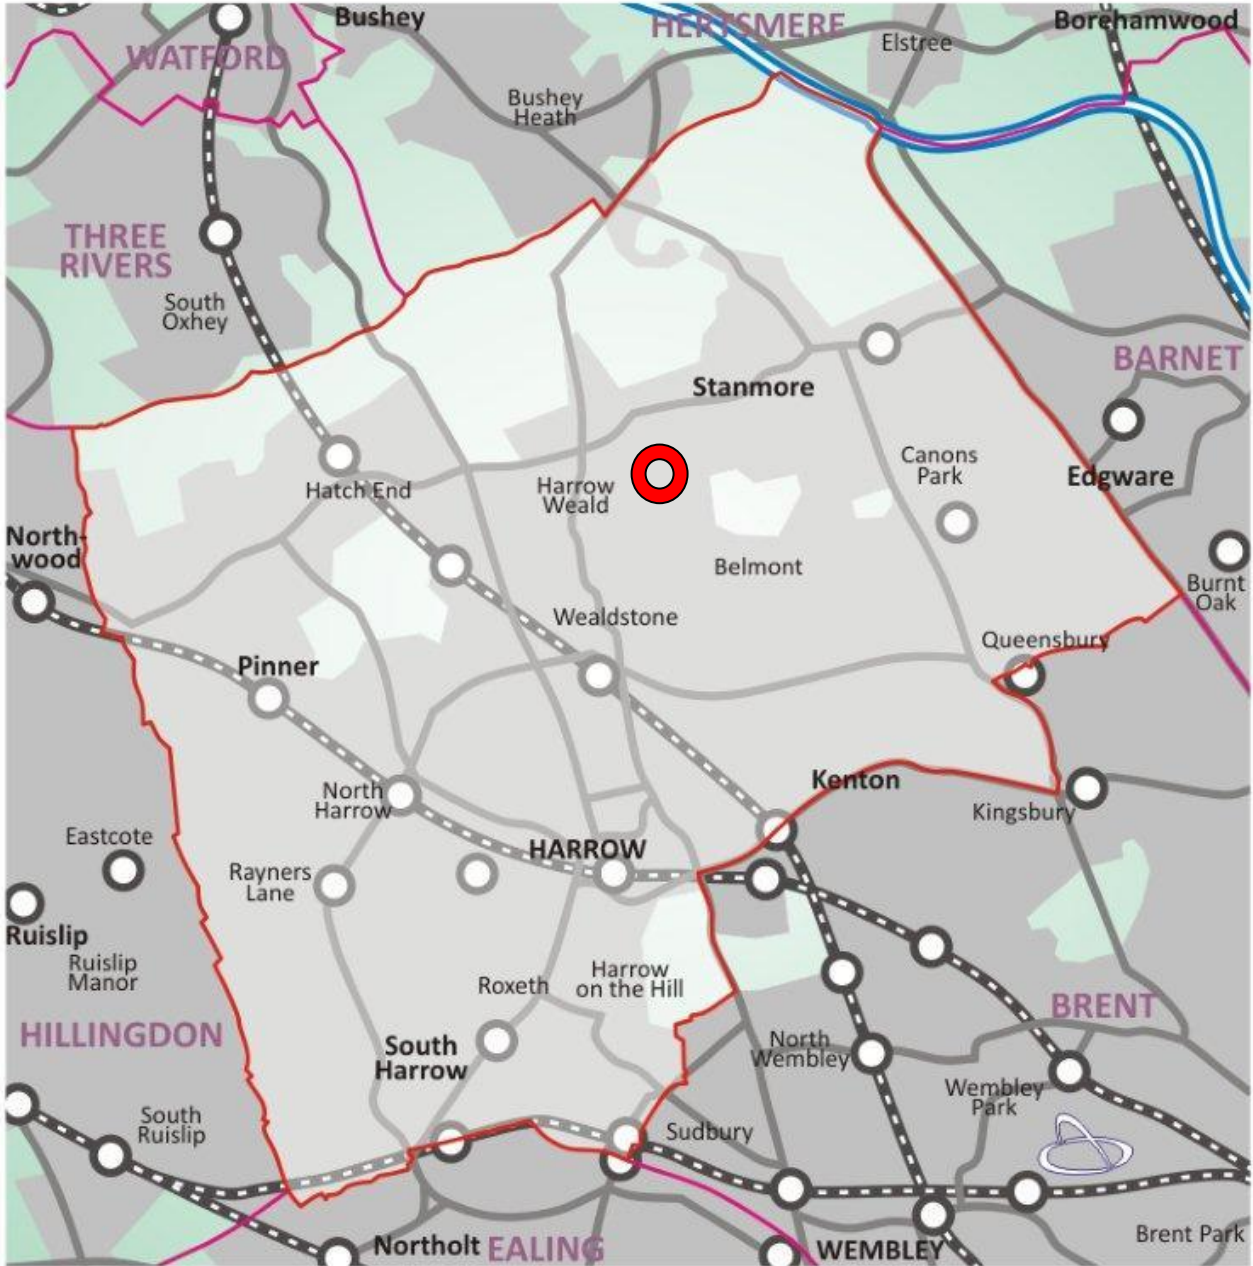 Bushey
HERTSMERE
Borehamwood
Elstree
WATFORD
Bushey
Heath
THREE
RIVERS
South
Oxhey
BARNET
Stanmore
Canons
Park
Edgware
Hatch End
Harrow
Weald
North-
wood
Belmont
Burnt
Oak
Wealdstone
Queensbury
Pinner
Kenton
North
Harrow
Kingsbury
Eastcote
HARROW
Rayners
Lane
Ruislip
Ruislip
Manor
Harrow
on the Hill
Roxeth
BRENT
HILLINGDON
South
Harrow
North
Wembley
Wembley
Park
South
Ruislip
Sudbury
Brent Park
Northolt
EALING
WEMBLEY